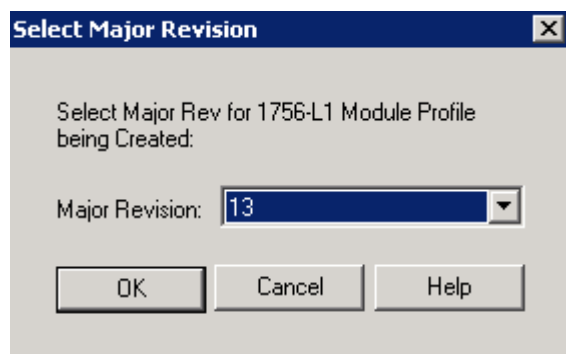 Select Major Revision
Select Major Rev for 1756-L1 Module Profile
being Created:
Major Revision: 13
OK Cancel Help